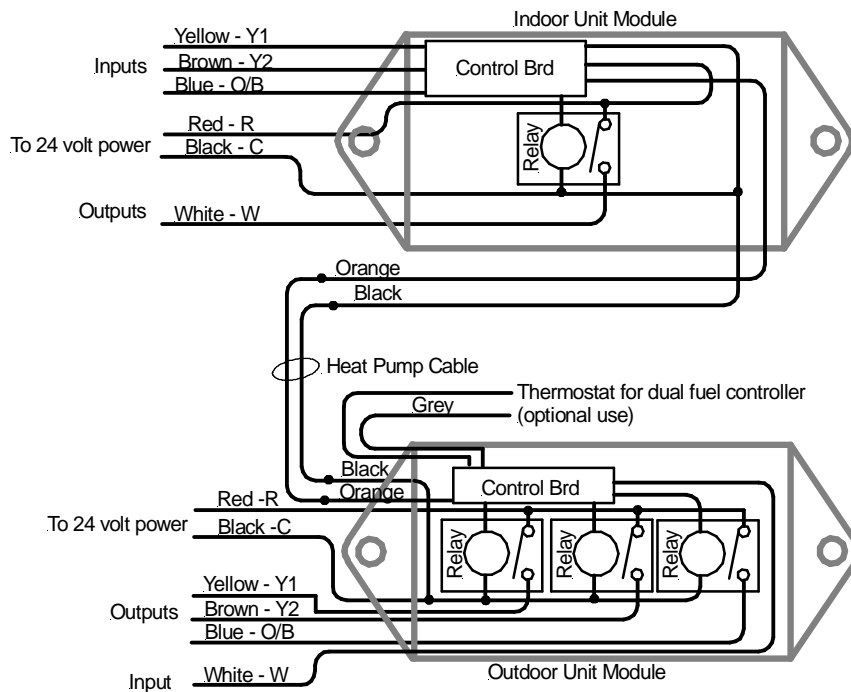 Indoor Unit Module
Yellow - Y1
Inputs
Brown - Y2
Control Brd
Blue - O/B
Red - R
To 24 volt power
Black - C
Relay
Outputs
White - W
Orange
Black
Heat Pump Cable
Thermostat for dual fuel controller
Grey
(optional use)
Black
Orange
Control Brd
Red -R
To 24 volt power
Black -C
Relay
Relay
Relay
Yellow - Y1
Outputs
Brown - Y2
Blue - O/B
Outdoor Unit Module
Input
White - W